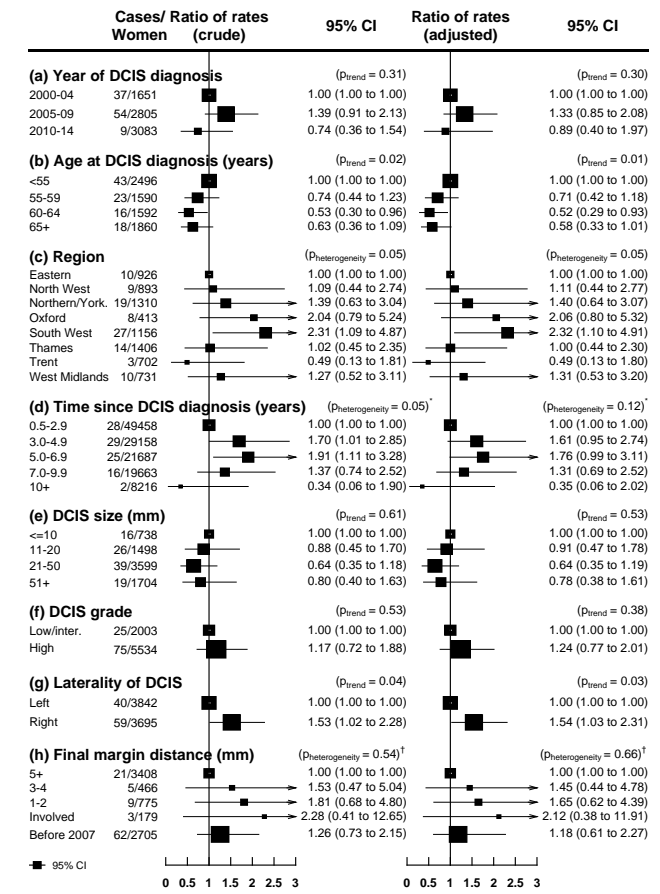 Cases/ Ratio of rates Ratio of rates
Women (crude) 95% CI (adjusted) 95% CI
(a) Year of DCIS diagnosis (ptrend = 0.31) (ptrend = 0.30)
2000-04 37/1651 1.00 (1.00 to 1.00) 1.00 (1.00 to 1.00)
2005-09 54/2805 1.39 (0.91 to 2.13) 1.33 (0.85 to 2.08)
2010-14 9/3083 0.74 (0.36 to 1.54) 0.89 (0.40 to 1.97)
(b) Age at DCIS diagnosis (years) (ptrend = 0.02) (ptrend = 0.01)
<55 43/2496 1.00 (1.00 to 1.00) 1.00 (1.00 to 1.00)
55-59 23/1590 0.74 (0.44 to 1.23) 0.71 (0.42 to 1.18)
60-64 16/1592 0.53 (0.30 to 0.96) 0.52 (0.29 to 0.93)
65+ 18/1860 0.63 (0.36 to 1.09) 0.58 (0.33 to 1.01)
(c) Region (pheterogeneity = 0.05) (pheterogeneity = 0.05)
Eastern 10/926 1.00 (1.00 to 1.00) 1.00 (1.00 to 1.00)
North West 9/893 1.09 (0.44 to 2.74) 1.11 (0.44 to 2.77)
Northern/York. 19/1310 1.39 (0.63 to 3.04) 1.40 (0.64 to 3.07)
Oxford 8/413 2.04 (0.79 to 5.24) 2.06 (0.80 to 5.32)
South West 27/1156 2.31 (1.09 to 4.87) 2.32 (1.10 to 4.91)
Thames 14/1406 1.02 (0.45 to 2.35) 1.00 (0.44 to 2.30)
Trent 3/702 0.49 (0.13 to 1.81) 0.49 (0.13 to 1.80)
West Midlands 10/731 1.27 (0.52 to 3.11) 1.31 (0.53 to 3.20)
(d) Time since DCIS diagnosis (years) (pheterogeneity = 0.05)* (pheterogeneity = 0.12)*
0.5-2.9 28/49458 1.00 (1.00 to 1.00) 1.00 (1.00 to 1.00)
3.0-4.9 29/29158 1.70 (1.01 to 2.85) 1.61 (0.95 to 2.74)
5.0-6.9 25/21687 1.91 (1.11 to 3.28) 1.76 (0.99 to 3.11)
7.0-9.9 16/19663 1.37 (0.74 to 2.52) 1.31 (0.69 to 2.52)
10+ 2/8216 0.34 (0.06 to 1.90) 0.35 (0.06 to 2.02)
(e) DCIS size (mm) (ptrend = 0.61) (ptrend = 0.53)
<=10 16/738 1.00 (1.00 to 1.00) 1.00 (1.00 to 1.00)
11-20 26/1498 0.88 (0.45 to 1.70) 0.91 (0.47 to 1.78)
21-50 39/3599 0.64 (0.35 to 1.18) 0.64 (0.35 to 1.19)
51+ 19/1704 0.80 (0.40 to 1.63) 0.78 (0.38 to 1.61)
(f) DCIS grade (ptrend = 0.53) (ptrend = 0.38)
Low/inter. 25/2003 1.00 (1.00 to 1.00) 1.00 (1.00 to 1.00)
High 75/5534 1.17 (0.72 to 1.88) 1.24 (0.77 to 2.01)
(g) Laterality of DCIS (ptrend = 0.04) (ptrend = 0.03)
Left 40/3842 1.00 (1.00 to 1.00) 1.00 (1.00 to 1.00)
Right 59/3695 1.53 (1.02 to 2.28) 1.54 (1.03 to 2.31)
(h) Final margin distance (mm) (pheterogeneity = 0.54)† (pheterogeneity = 0.66)†
5+ 21/3408 1.00 (1.00 to 1.00) 1.00 (1.00 to 1.00)
3-4 5/466 1.53 (0.47 to 5.04) 1.45 (0.44 to 4.78)
1-2 9/775 1.81 (0.68 to 4.80) 1.65 (0.62 to 4.39)
Involved 3/179 2.28 (0.41 to 12.65) 2.12 (0.38 to 11.91)
Before 2007 62/2705 1.26 (0.73 to 2.15) 1.18 (0.61 to 2.27)
95% CI
0 0.5 1 1.5 2 2.5 3 0 0.5 1 1.5 2 2.5 3